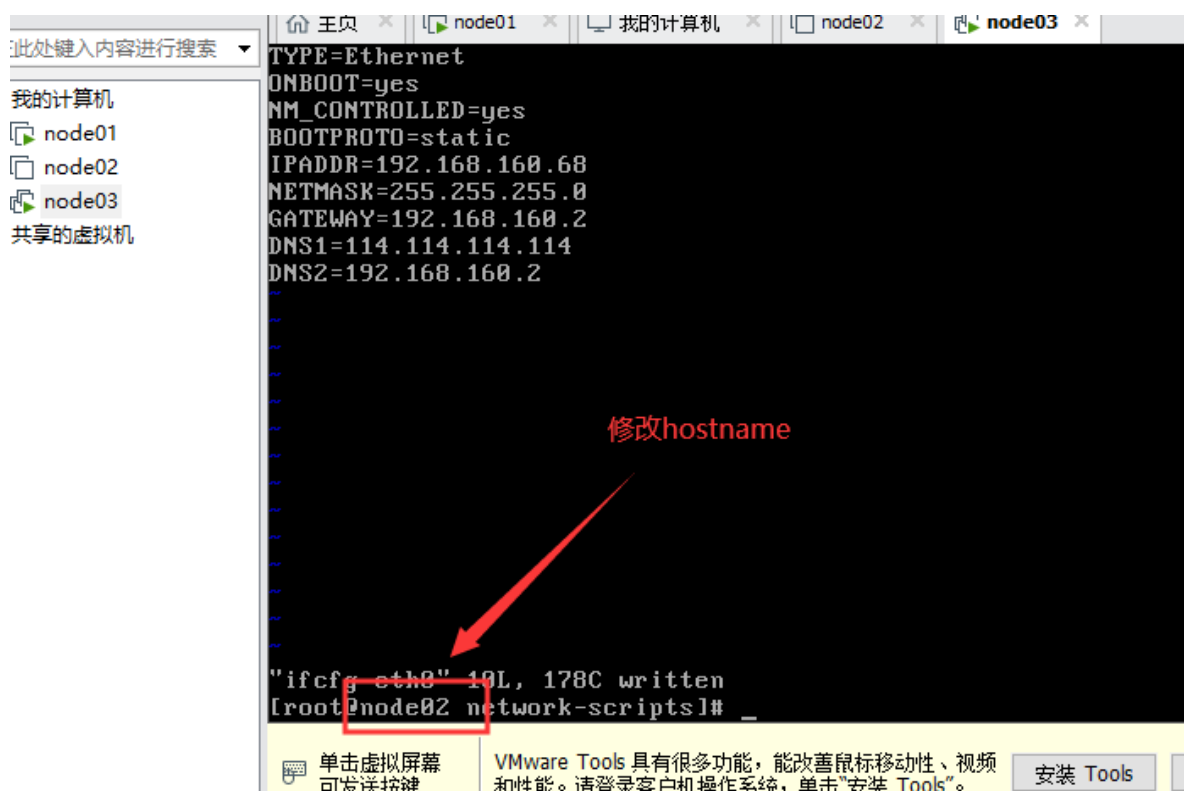 主页
node01
我的计算机
node02
node03
此处键入内容进行搜索
我的计算机
node01
node02
node03
共享的虚拟机
TYPE=Ethernet
ONBOOT=yes
NM_CONTROLLED=yes
BOOTPROTO=static
IPADDR=192.168.160.68
NETMASK=255.255.255.0
GATEWAY=192.168.160.2
DNS1=114.114.114.114
DNS2=192.168.160.2
~
~
~
~
~
~
~
~
~
~
~
~
~
~
修改hostname
"ifcfg-eth0" 10L, 178C written
[root@node02 network-scripts]# _
单击虚拟屏幕
可发送按键
VMware Tools 具有很多功能，能改善鼠标移动性、视频
和性能。请登录客户机操作系统，单击“安装 Tools”。
安装 Tools